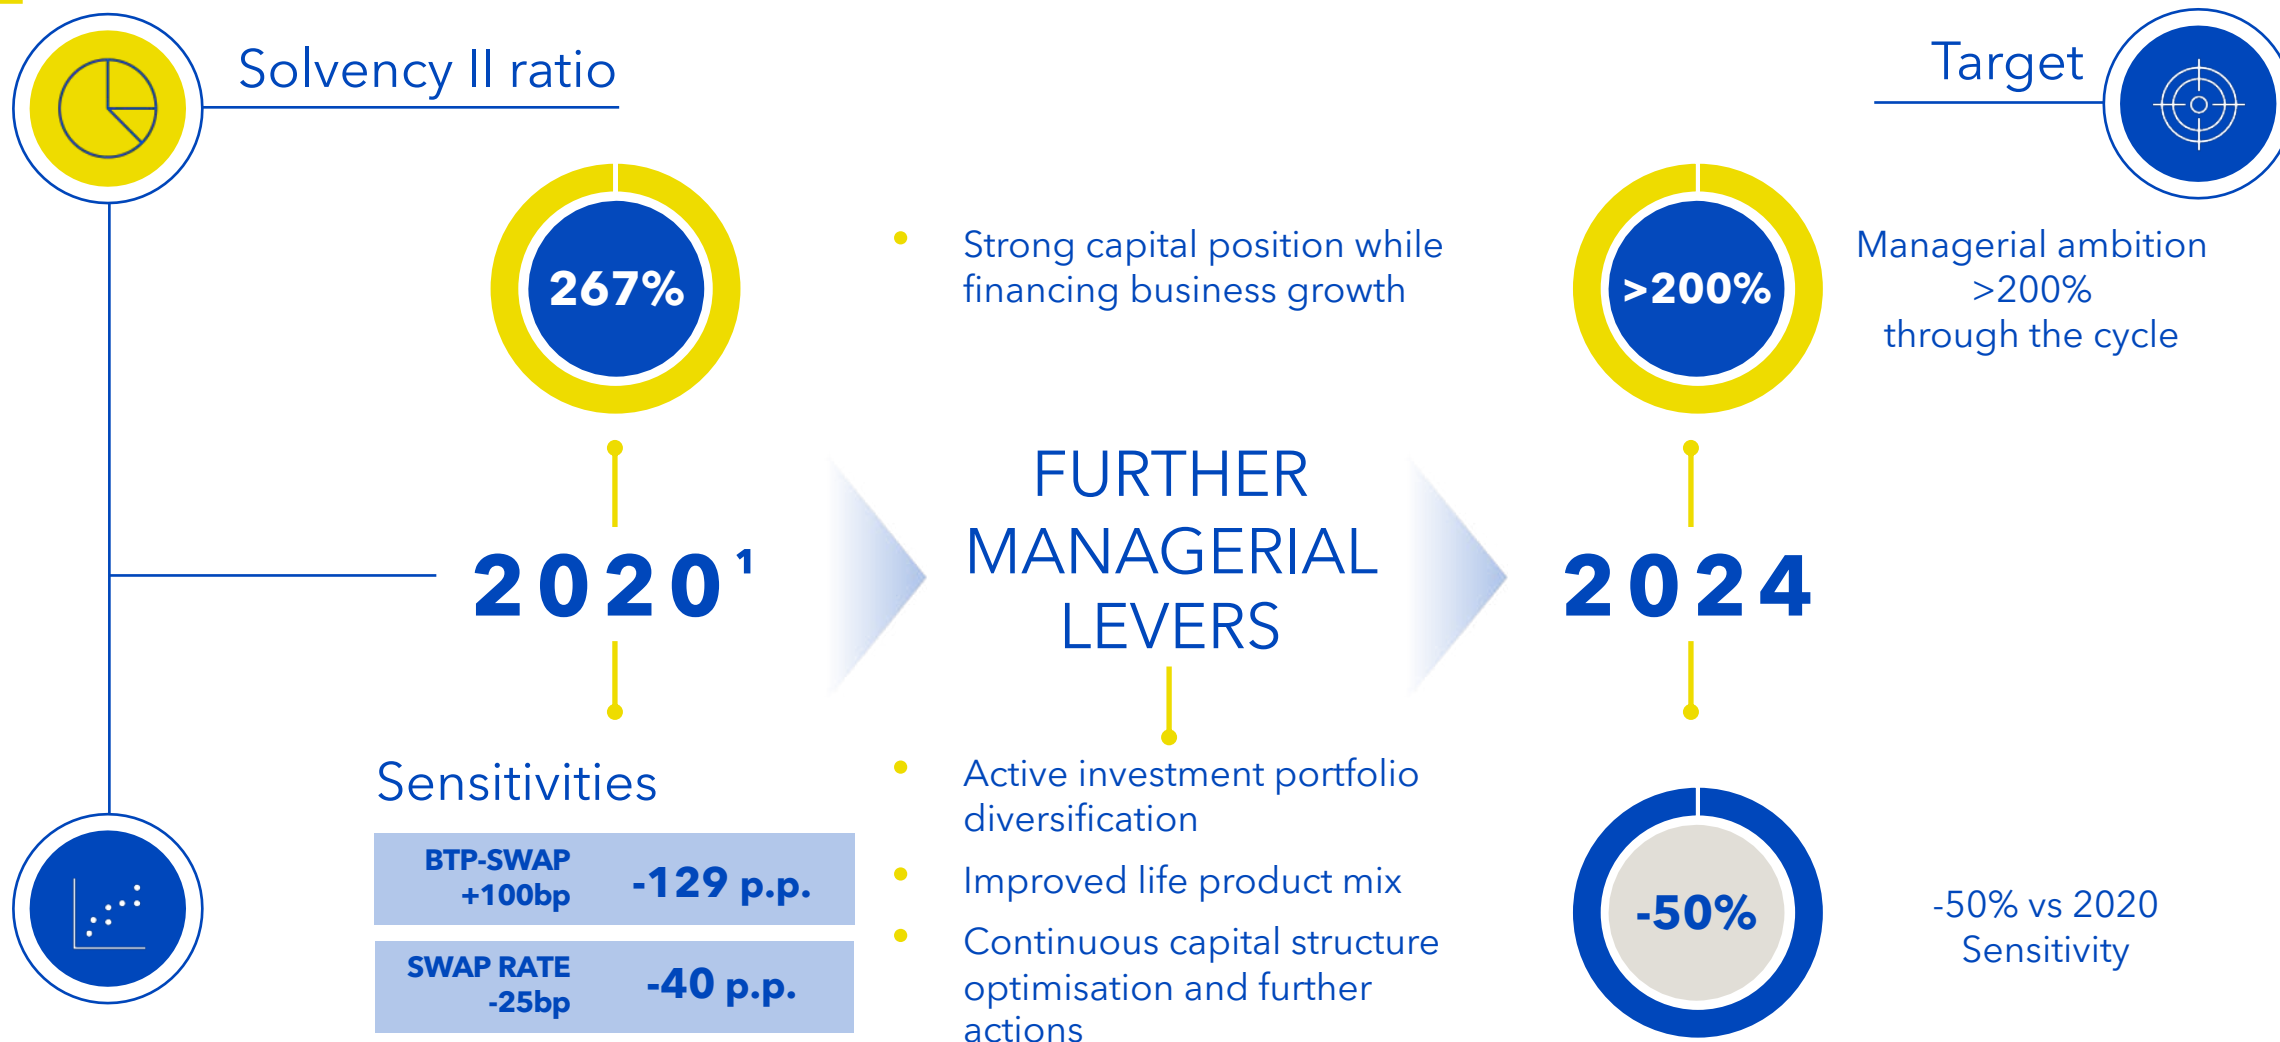 Solvency II ratio
Target
267%
Strong capital position while
financing business growth
>200%
Managerial ambition
>200%
through the cycle
2020¹
FURTHER
MANAGERIAL
LEVERS
2024
Sensitivities
BTP-SWAP
+100bp
-129 p.p.
SWAP RATE
-25bp
-40 p.p.
Active investment portfolio
diversification
Improved life product mix
Continuous capital structure
optimisation and further
actions
-50%
-50% vs 2020
Sensitivity